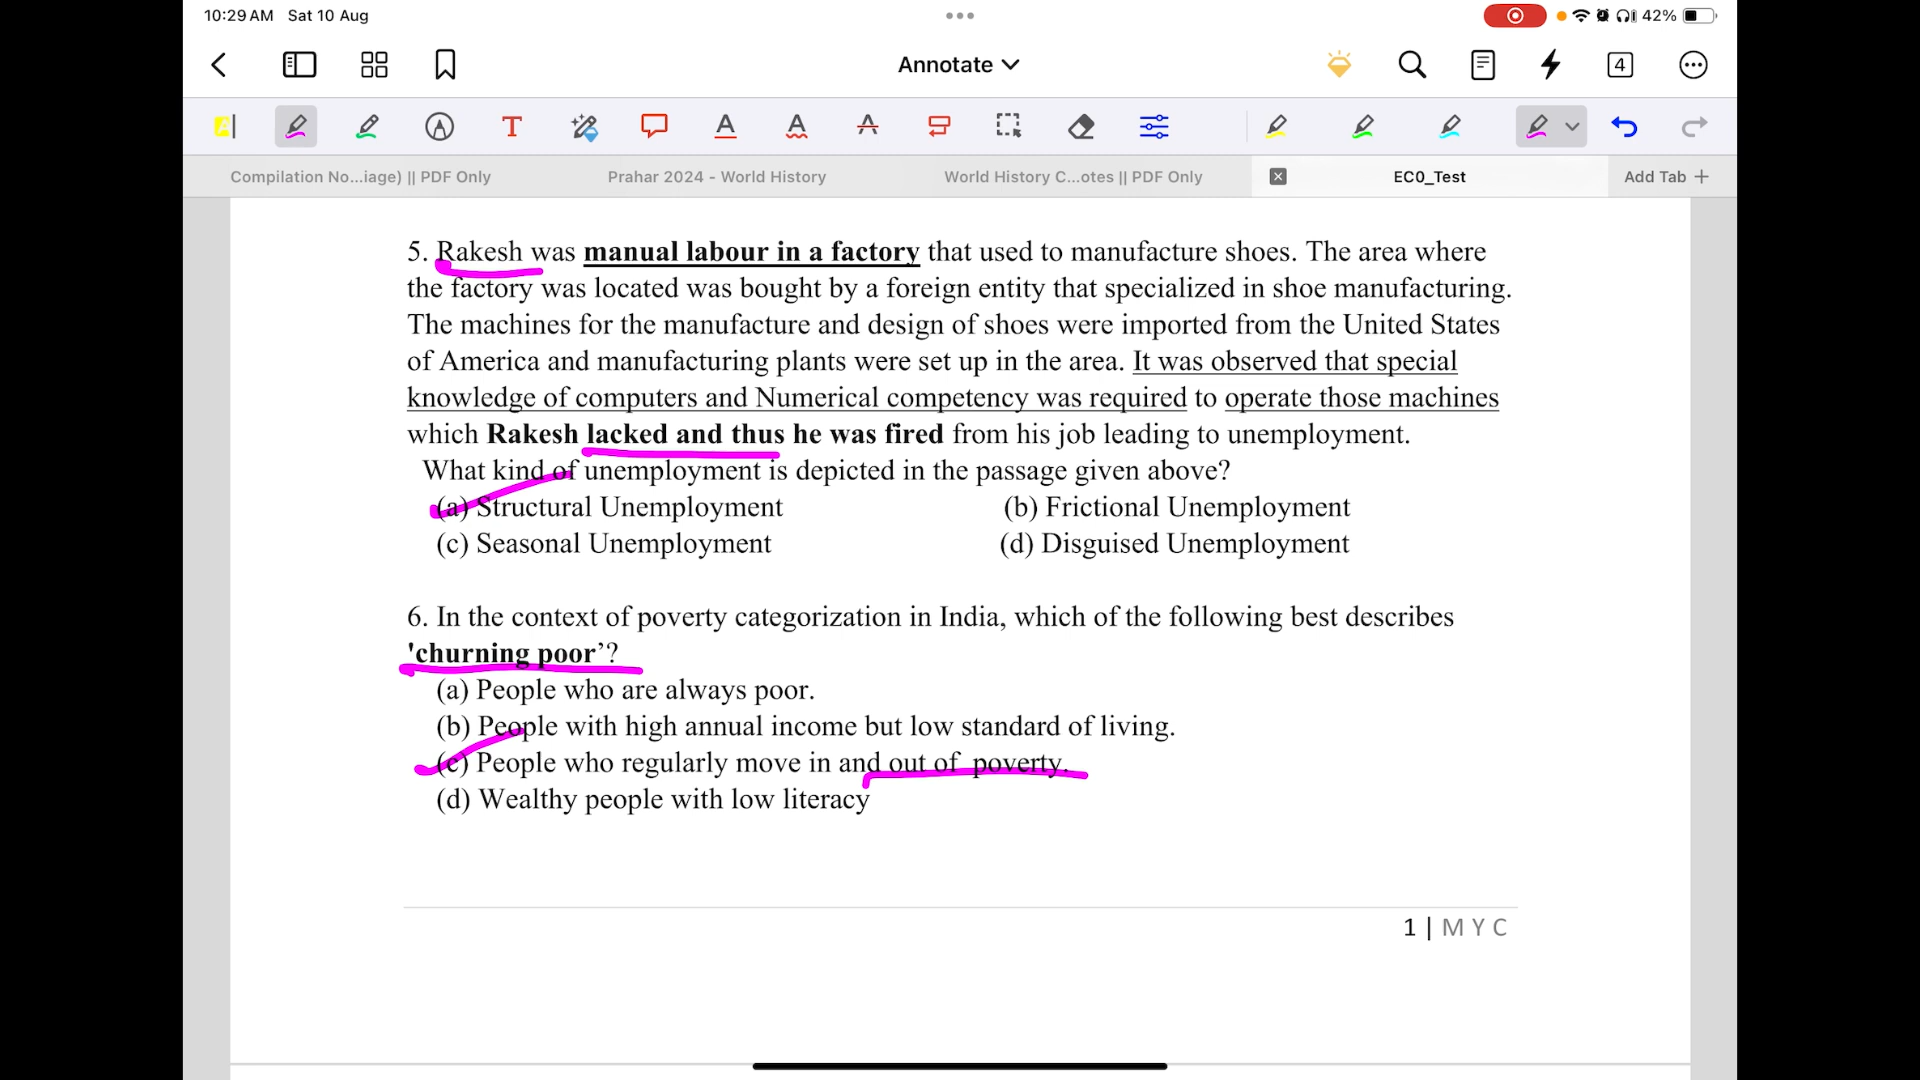 10:29 AM Sat 10 Aug
42%
Annotate
4
Compilation No...iage) || PDF Only
Prahar 2024 - World History
World History C...otes || PDF Only
EC0_Test
Add Tab +
5. Rakesh was manual labour in a factory that used to manufacture shoes. The area where
the factory was located was bought by a foreign entity that specialized in shoe manufacturing.
The machines for the manufacture and design of shoes were imported from the United States
of America and manufacturing plants were set up in the area. It was observed that special
knowledge of computers and Numerical competency was required to operate those machines
which Rakesh lacked and thus he was fired from his job leading to unemployment.
What kind of unemployment is depicted in the passage given above?
(a) Structural Unemployment (b) Frictional Unemployment
(c) Seasonal Unemployment (d) Disguised Unemployment
6. In the context of poverty categorization in India, which of the following best describes
'churning poor’?
(a) People who are always poor.
(b) People with high annual income but low standard of living.
(c) People who regularly move in and out of poverty.
(d) Wealthy people with low literacy
1 | M Y C